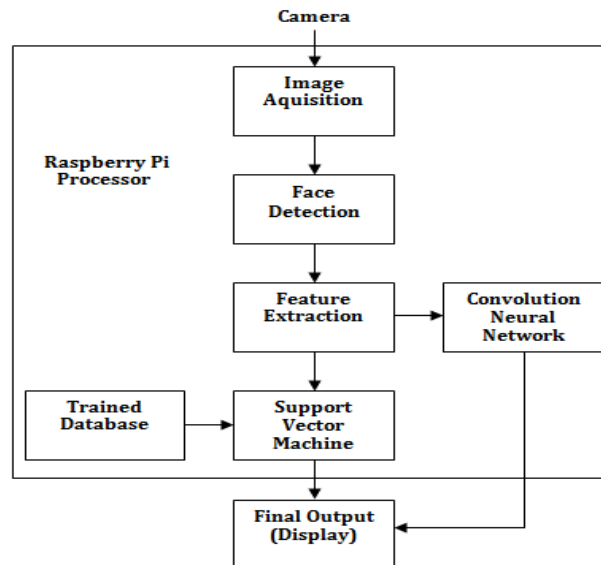 Camera
Image
Aquisition
Raspberry Pi
Processor
Face
Detection
Feature
Extraction
Convolution
Neural
Network
Trained
Database
Support
Vector
Machine
Final Output
(Display)